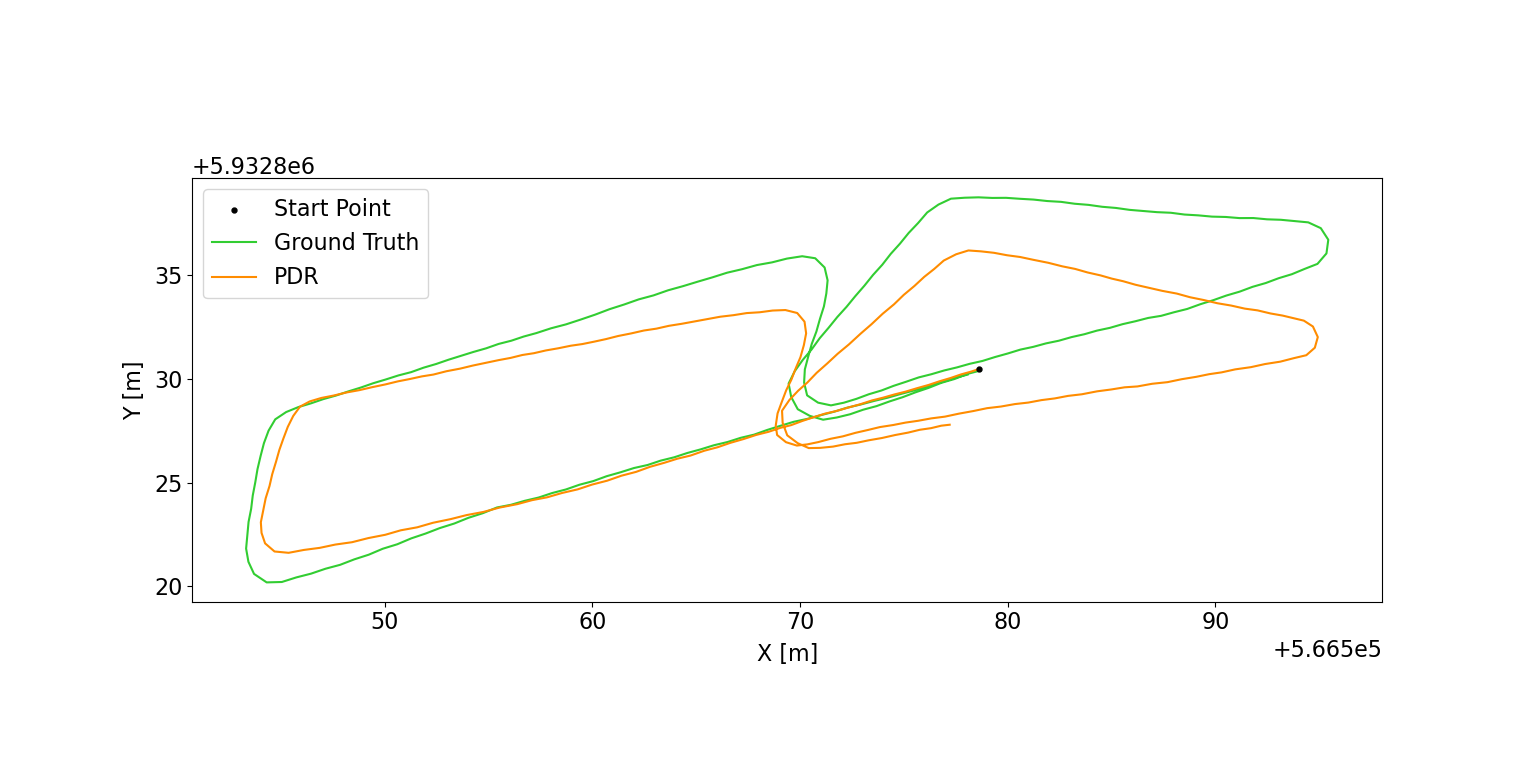 +5.9328e6
Start Point
Ground Truth
PDR
35
30
25
20
Y [m]
50 60 70 80 90
X [m]
+5.665e5